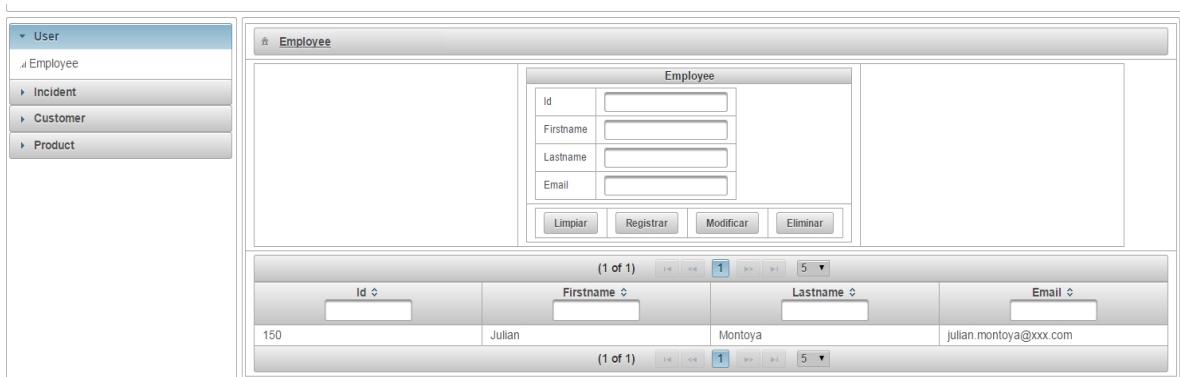 User
Employee
Incident
Customer
Product
Employee
Employee
Id
Firstname
Lastname
Email
Limpiar Registrar Modificar Eliminar
(1 of 1) 1 5
Id Firstname Lastname Email
150 Julian Montoya julian.montoya@xxx.com
(1 of 1) 1 5